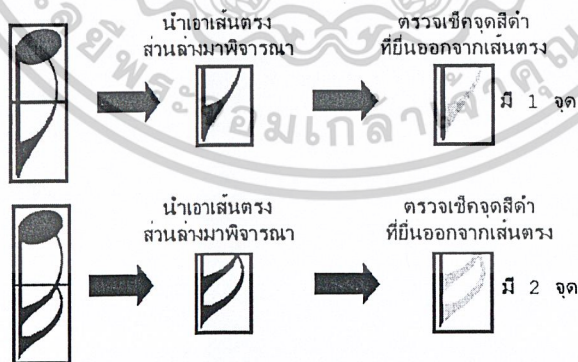 นำเอาเส้นตรง
ส่วนล่างมาพิจารณา
ตรวจเช็คจุดสีดำ
ที่ยื่นออกจากเส้นตรง
มี 1 จุด
นำเอาเส้นตรง
ส่วนล่างมาพิจารณา
ตรวจเช็คจุดสีดำ
ที่ยื่นออกจากเส้นตรง
มี 2 จุด